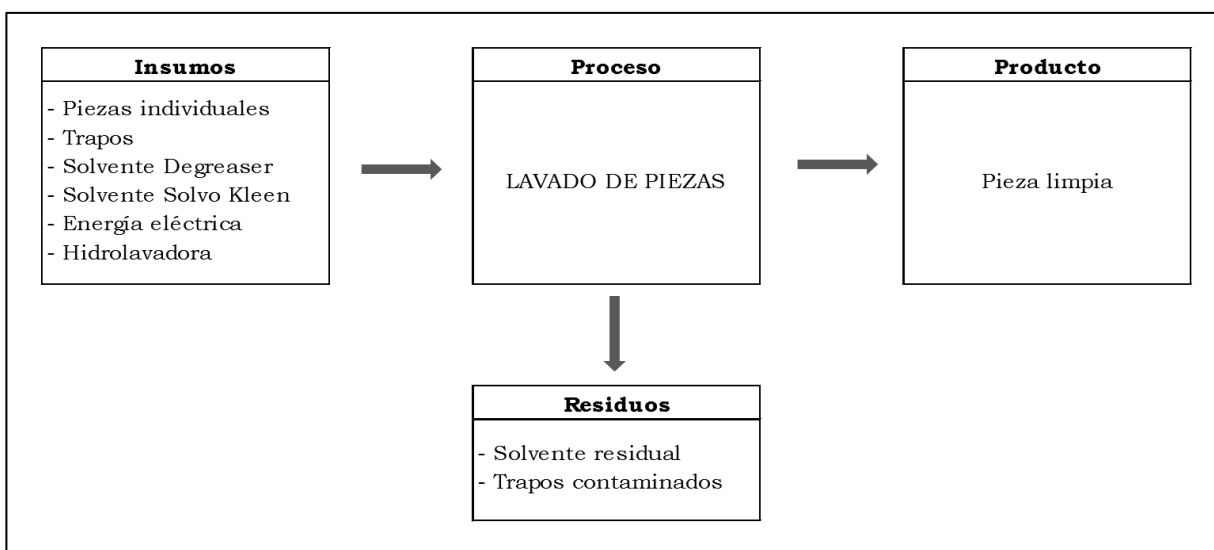 Insumos
- Piezas individuales
- Trapos
- Solvente Degreaser
- Solvente Solvo Kleen
- Energía eléctrica
- Hidrolavadora
Proceso
LAVADO DE PIEZAS
Producto
Pieza limpia
Residuos
- Solvente residual
- Trapos contaminados